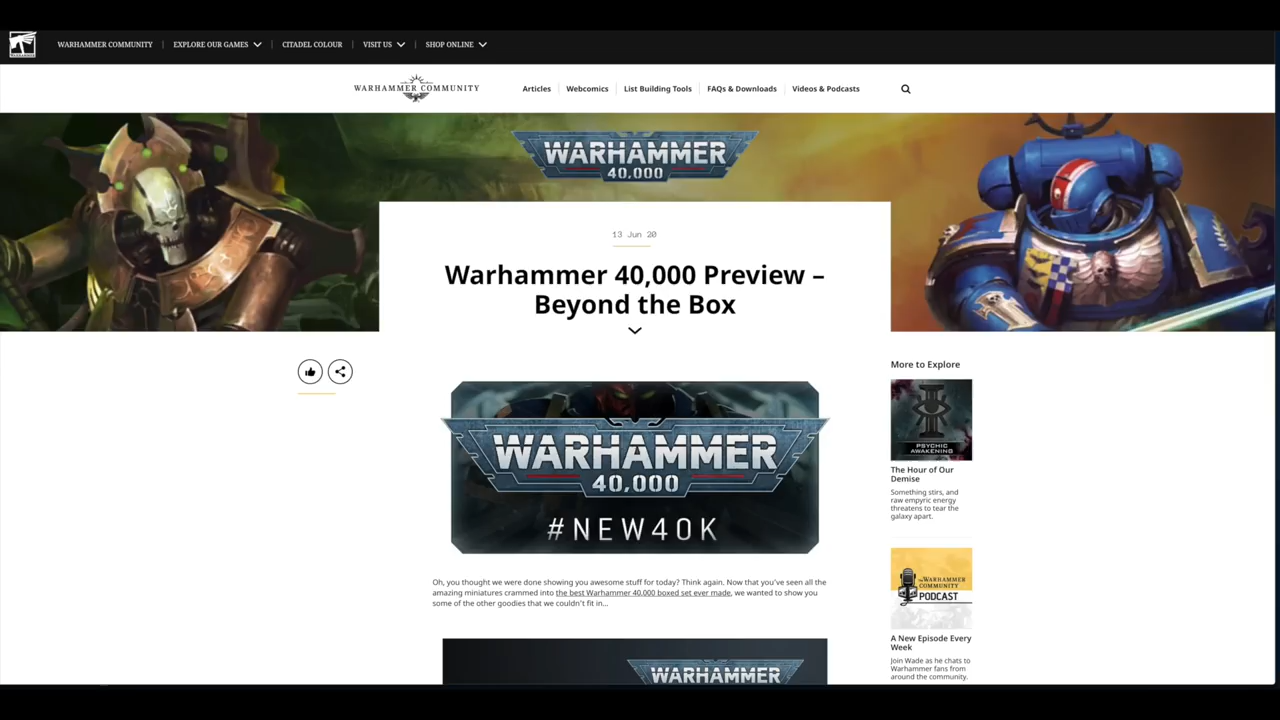 WARHAMMER COMMUNITY
EXPLORE OUR GAMES
CITADEL COLOUR
VISIT US
SHOP ONLINE
WARHAMMER COMMUNITY
Articles
Webcomics
List Building Tools
FAQs & Downloads
Videos & Podcasts
WARHAMMER
40,000
13 Jun 20
Warhammer 40,000 Preview –
Beyond the Box
WARHAMMER
40,000
#NEW40K
Oh, you thought we were done showing you awesome stuff for today? Think again. Now that you've seen all the
amazing miniatures crammed into the best Warhammer 40,000 boxed set ever made, we wanted to show you
some of the other goodies that we couldn't fit in...
WARHAMMER
More to Explore
PSYCHIC
AWAKENING
The Hour of Our
Demise
Something stirs, and
raw empyric energy
threatens to tear the
galaxy apart.
THE WARHAMMER
COMMUNITY
PODCAST
A New Episode Every
Week
Join Wade as he chats to
Warhammer fans from
around the community.